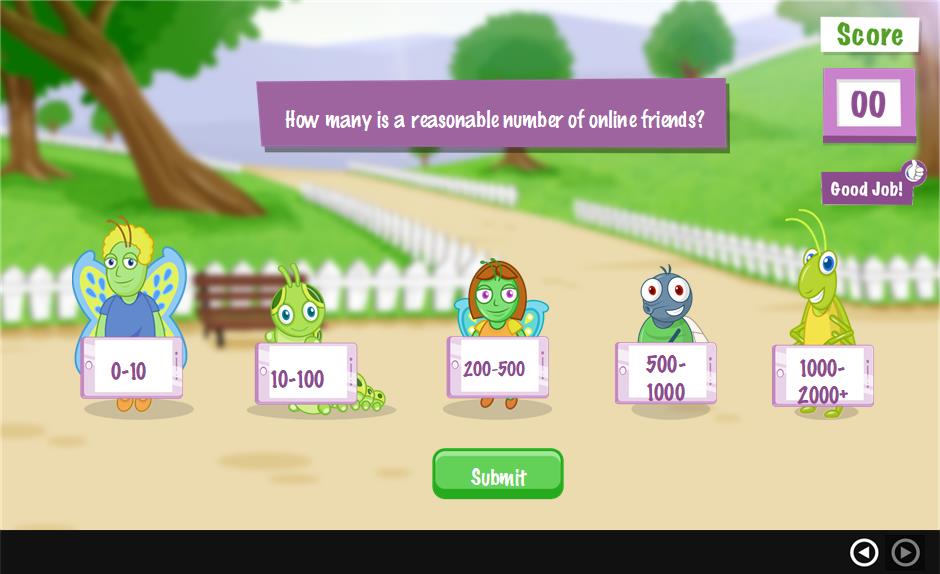 Score
How many is a reasonable number of online friends?
00
Good Job!
0-10
10-100
200-500
500-
1000
1000-
2000+
Submit